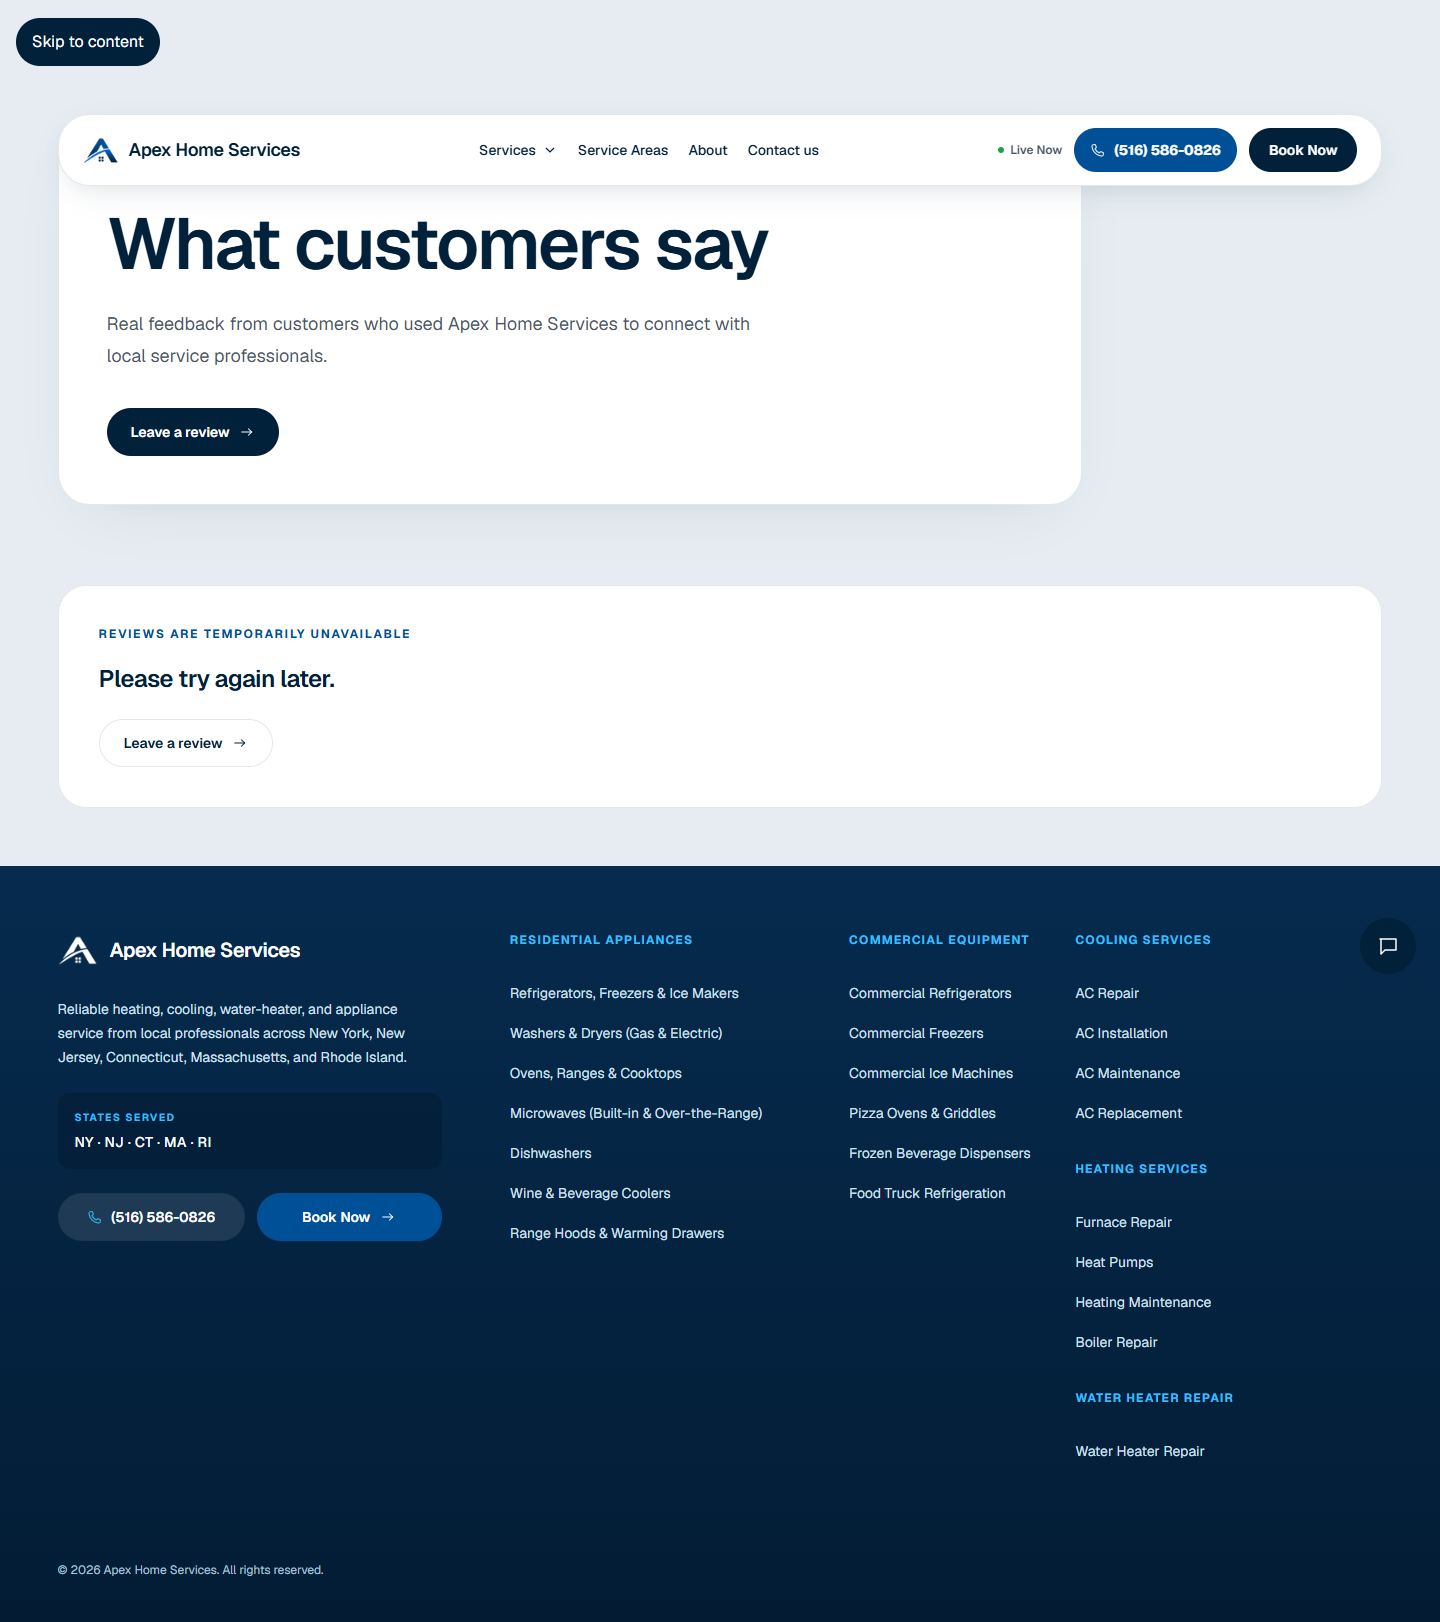 Skip to content
Apex Home Services
Services
Service Areas
About
Contact us
Live Now
(516) 586-0826
Book Now
What customers say
Real feedback from customers who used Apex Home Services to connect with
local service professionals.
Leave a review
REVIEWS ARE TEMPORARILY UNAVAILABLE
Please try again later.
Leave a review
Apex Home Services
Reliable heating, cooling, water-heater, and appliance
service from local professionals across New York, New
Jersey, Connecticut, Massachusetts, and Rhode Island.
STATES SERVED
NY · NJ · CT · MA · RI
(516) 586-0826
Book Now
RESIDENTIAL APPLIANCES
Refrigerators, Freezers & Ice Makers
Washers & Dryers (Gas & Electric)
Ovens, Ranges & Cooktops
Microwaves (Built-in & Over-the-Range)
Dishwashers
Wine & Beverage Coolers
Range Hoods & Warming Drawers
COMMERCIAL EQUIPMENT
Commercial Refrigerators
Commercial Freezers
Commercial Ice Machines
Pizza Ovens & Griddles
Frozen Beverage Dispensers
Food Truck Refrigeration
COOLING SERVICES
AC Repair
AC Installation
AC Maintenance
AC Replacement
HEATING SERVICES
Furnace Repair
Heat Pumps
Heating Maintenance
Boiler Repair
WATER HEATER REPAIR
Water Heater Repair
© 2026 Apex Home Services. All rights reserved.